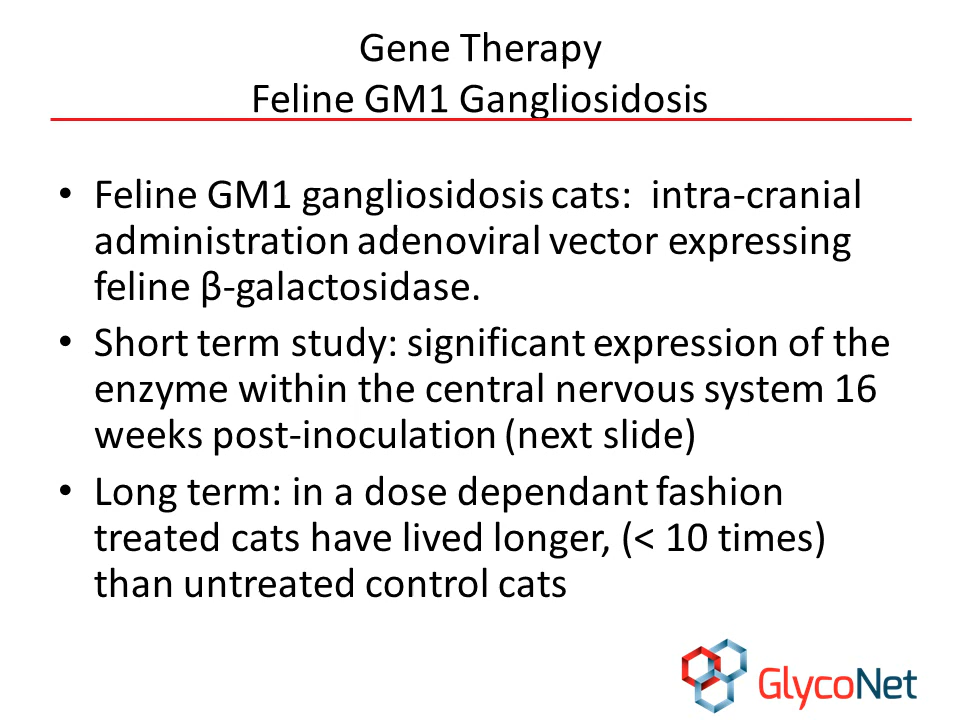 Gene Therapy
Feline GM1 Gangliosidosis
• Feline GM1 gangliosidosis cats:  intra-cranial
administration adenoviral vector expressing
feline β-galactosidase.
• Short term study: significant expression of the
enzyme within the central nervous system 16
weeks post-inoculation (next slide)
• Long term: in a dose dependant fashion
treated cats have lived longer, (< 10 times)
than untreated control cats
GlycoNet